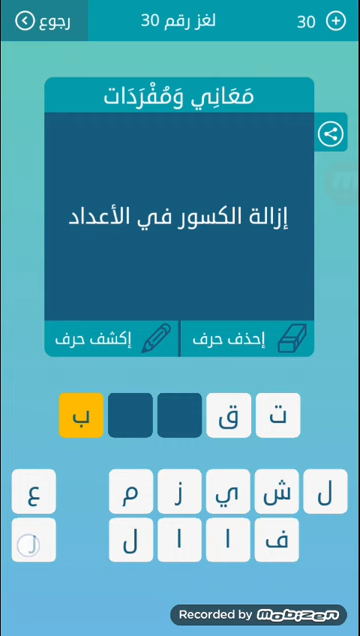 رجوع لغز رقم 30 30
مَعَانِي وَمُفْرَدَات
إزالة الكسور في الأعداد
إحذف حرف إكشف حرف
ت ق ب
ل ش ي ز م ع
ف ا ا ل ر
Recorded by mobizen